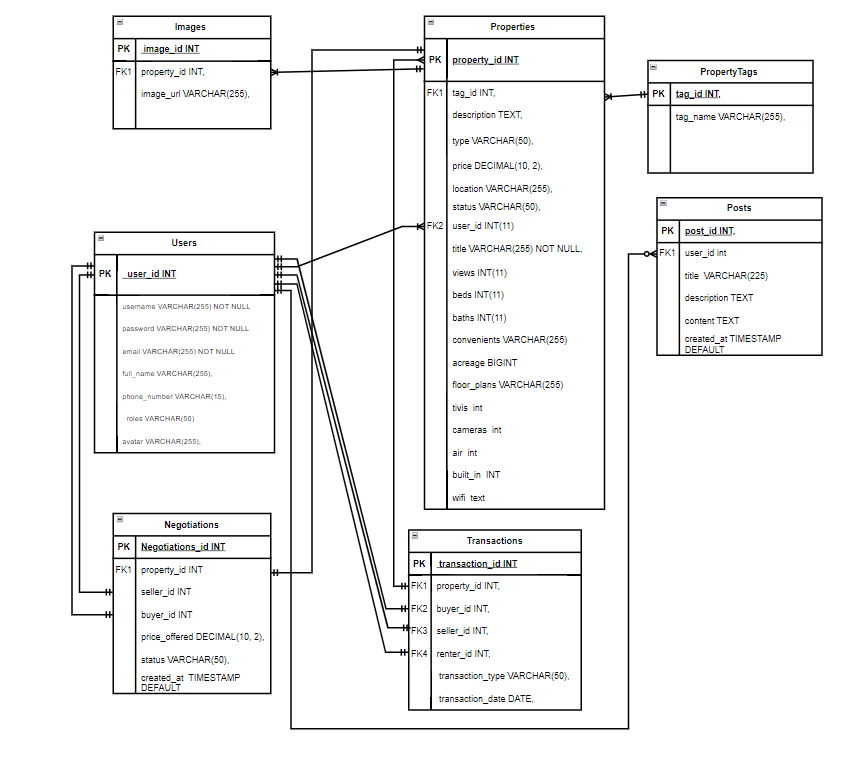 Images
PK image_id INT
FK1 property_id INT,
image_url VARCHAR(255),
Properties
PK property_id INT
FK1 tag_id INT,
description TEXT,
type VARCHAR(50),
price DECIMAL(10, 2),
location VARCHAR(255),
status VARCHAR(50),
FK2 user_id INT(11)
title VARCHAR(255) NOT NULL,
views INT(11)
beds INT(11)
baths INT(11)
convenients VARCHAR(255)
acreage BIGINT
floor_plans VARCHAR(255)
tivis int
cameras int
air int
built_in INT
wifi text
PropertyTags
PK tag_id INT,
tag_name VARCHAR(255),
Posts
PK post_id INT,
FK1 user_id int
title VARCHAR(225)
description TEXT
content TEXT
created_at TIMESTAMP
DEFAULT
Users
PK user_id INT
username VARCHAR(255) NOT NULL
password VARCHAR(255) NOT NULL
email VARCHAR(255) NOT NULL
full_name VARCHAR(255),
phone_number VARCHAR(15),
roles VARCHAR(50)
avatar VARCHAR(255),
Negotiations
PK Negotiations_id INT
FK1 property_id INT
seller_id INT
buyer_id INT
price_offered DECIMAL(10, 2),
status VARCHAR(50),
created_at TIMESTAMP
DEFAULT
Transactions
PK transaction_id INT
FK1 property_id INT,
FK2 buyer_id INT,
FK3 seller_id INT,
FK4 renter_id INT,
transaction_type VARCHAR(50),
transaction_date DATE,